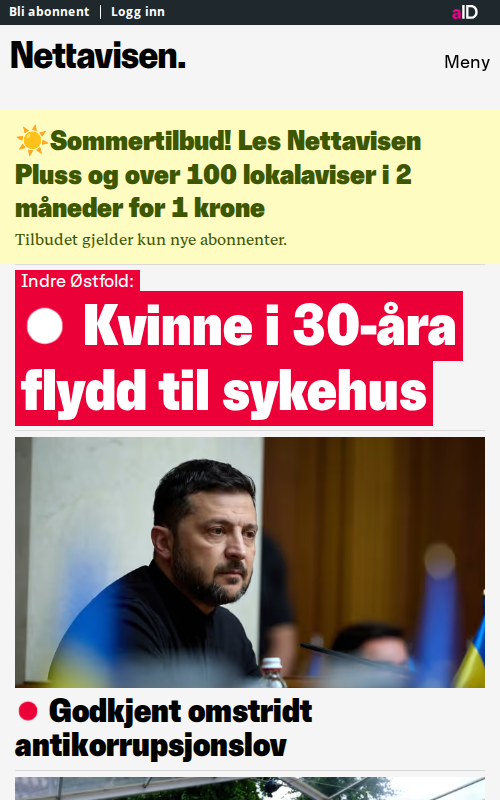 Bli abonnent | Logg inn
aID
Nettavisen.
Meny
Sommertilbud! Les Nettavisen
Pluss og over 100 lokalaviser i 2
måneder for 1 krone
Tilbudet gjelder kun nye abonnenter.
Indre Østfold:
Kvinne i 30-åra
flydd til sykehus
Godkjent omstridt
antikorrupsjonslov